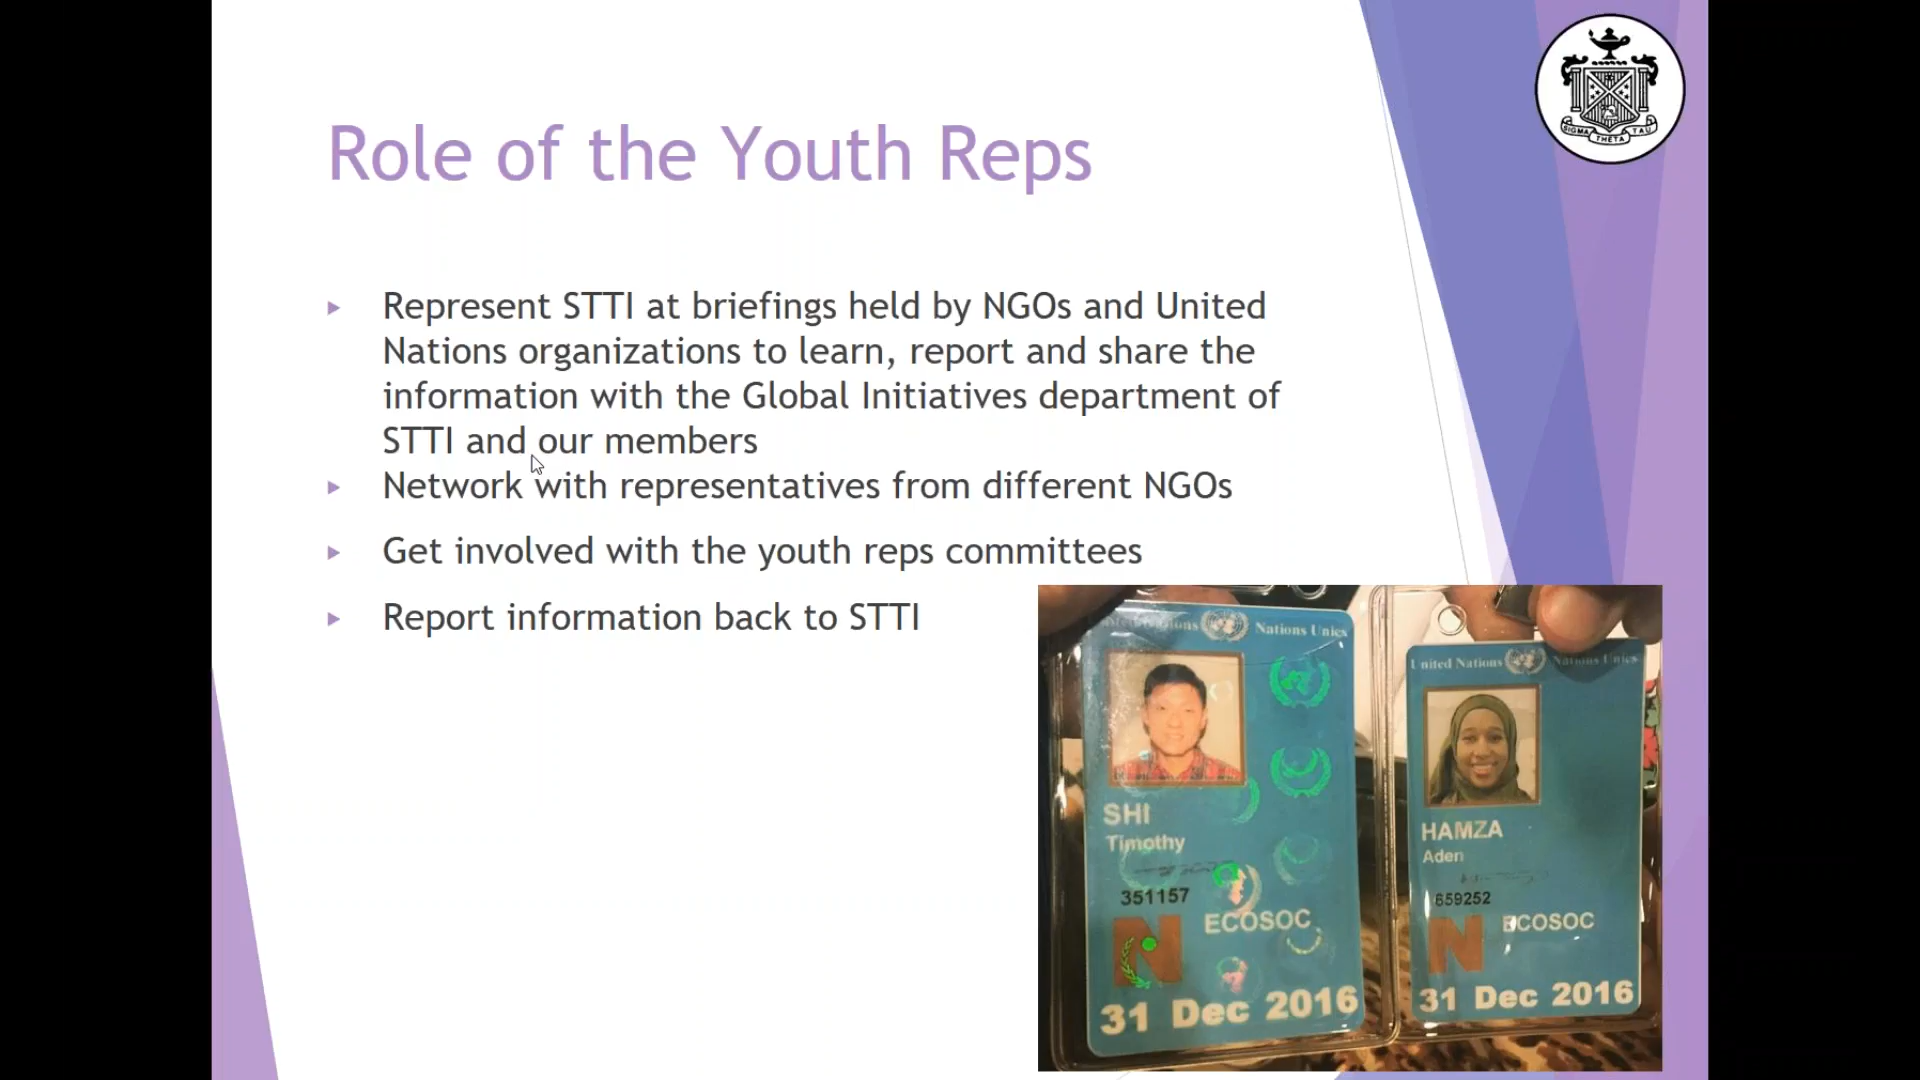 SIGMA THETA TAU
Role of the Youth Reps
Represent STTI at briefings held by NGOs and United
Nations organizations to learn, report and share the
information with the Global Initiatives department of
STTI and our members
Network with representatives from different NGOs
Get involved with the youth reps committees
Report information back to STTI
Nations Unies
SHI
Timothy
351157
ECOSOC
N
31 Dec 2016
United Nations Nations Unies
HAMZA
Aden
659252
ECOSOC
N
31 Dec 2016